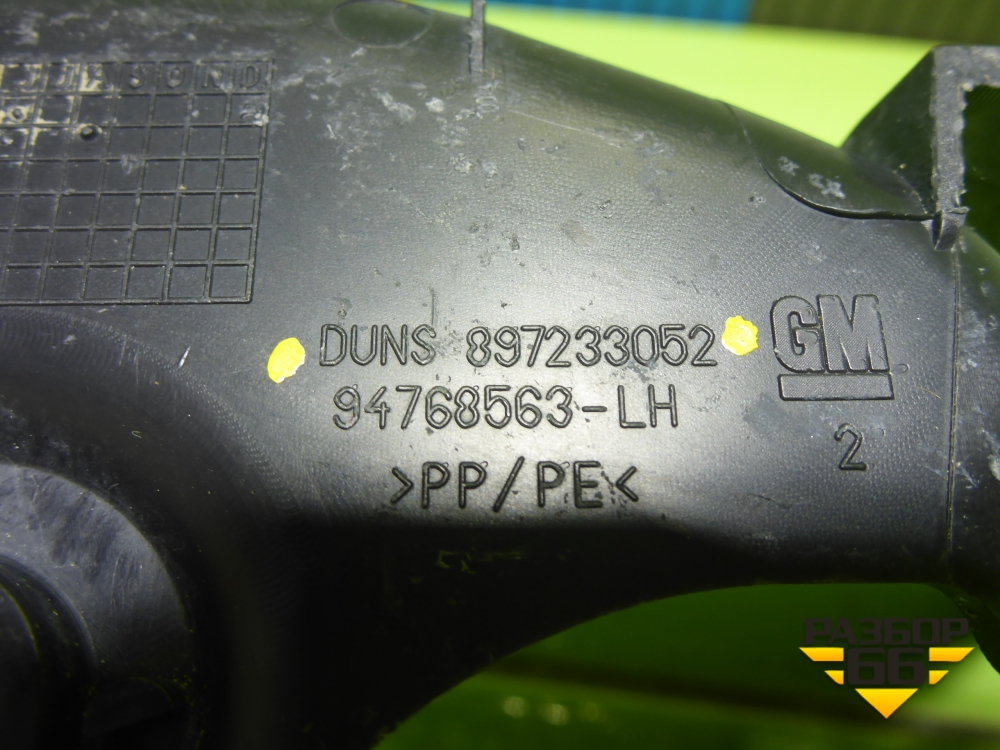 J J A S O N D
DUNS 897233052
94768563-LH
GM
2
>PP/PE<
РАЗБОР
66